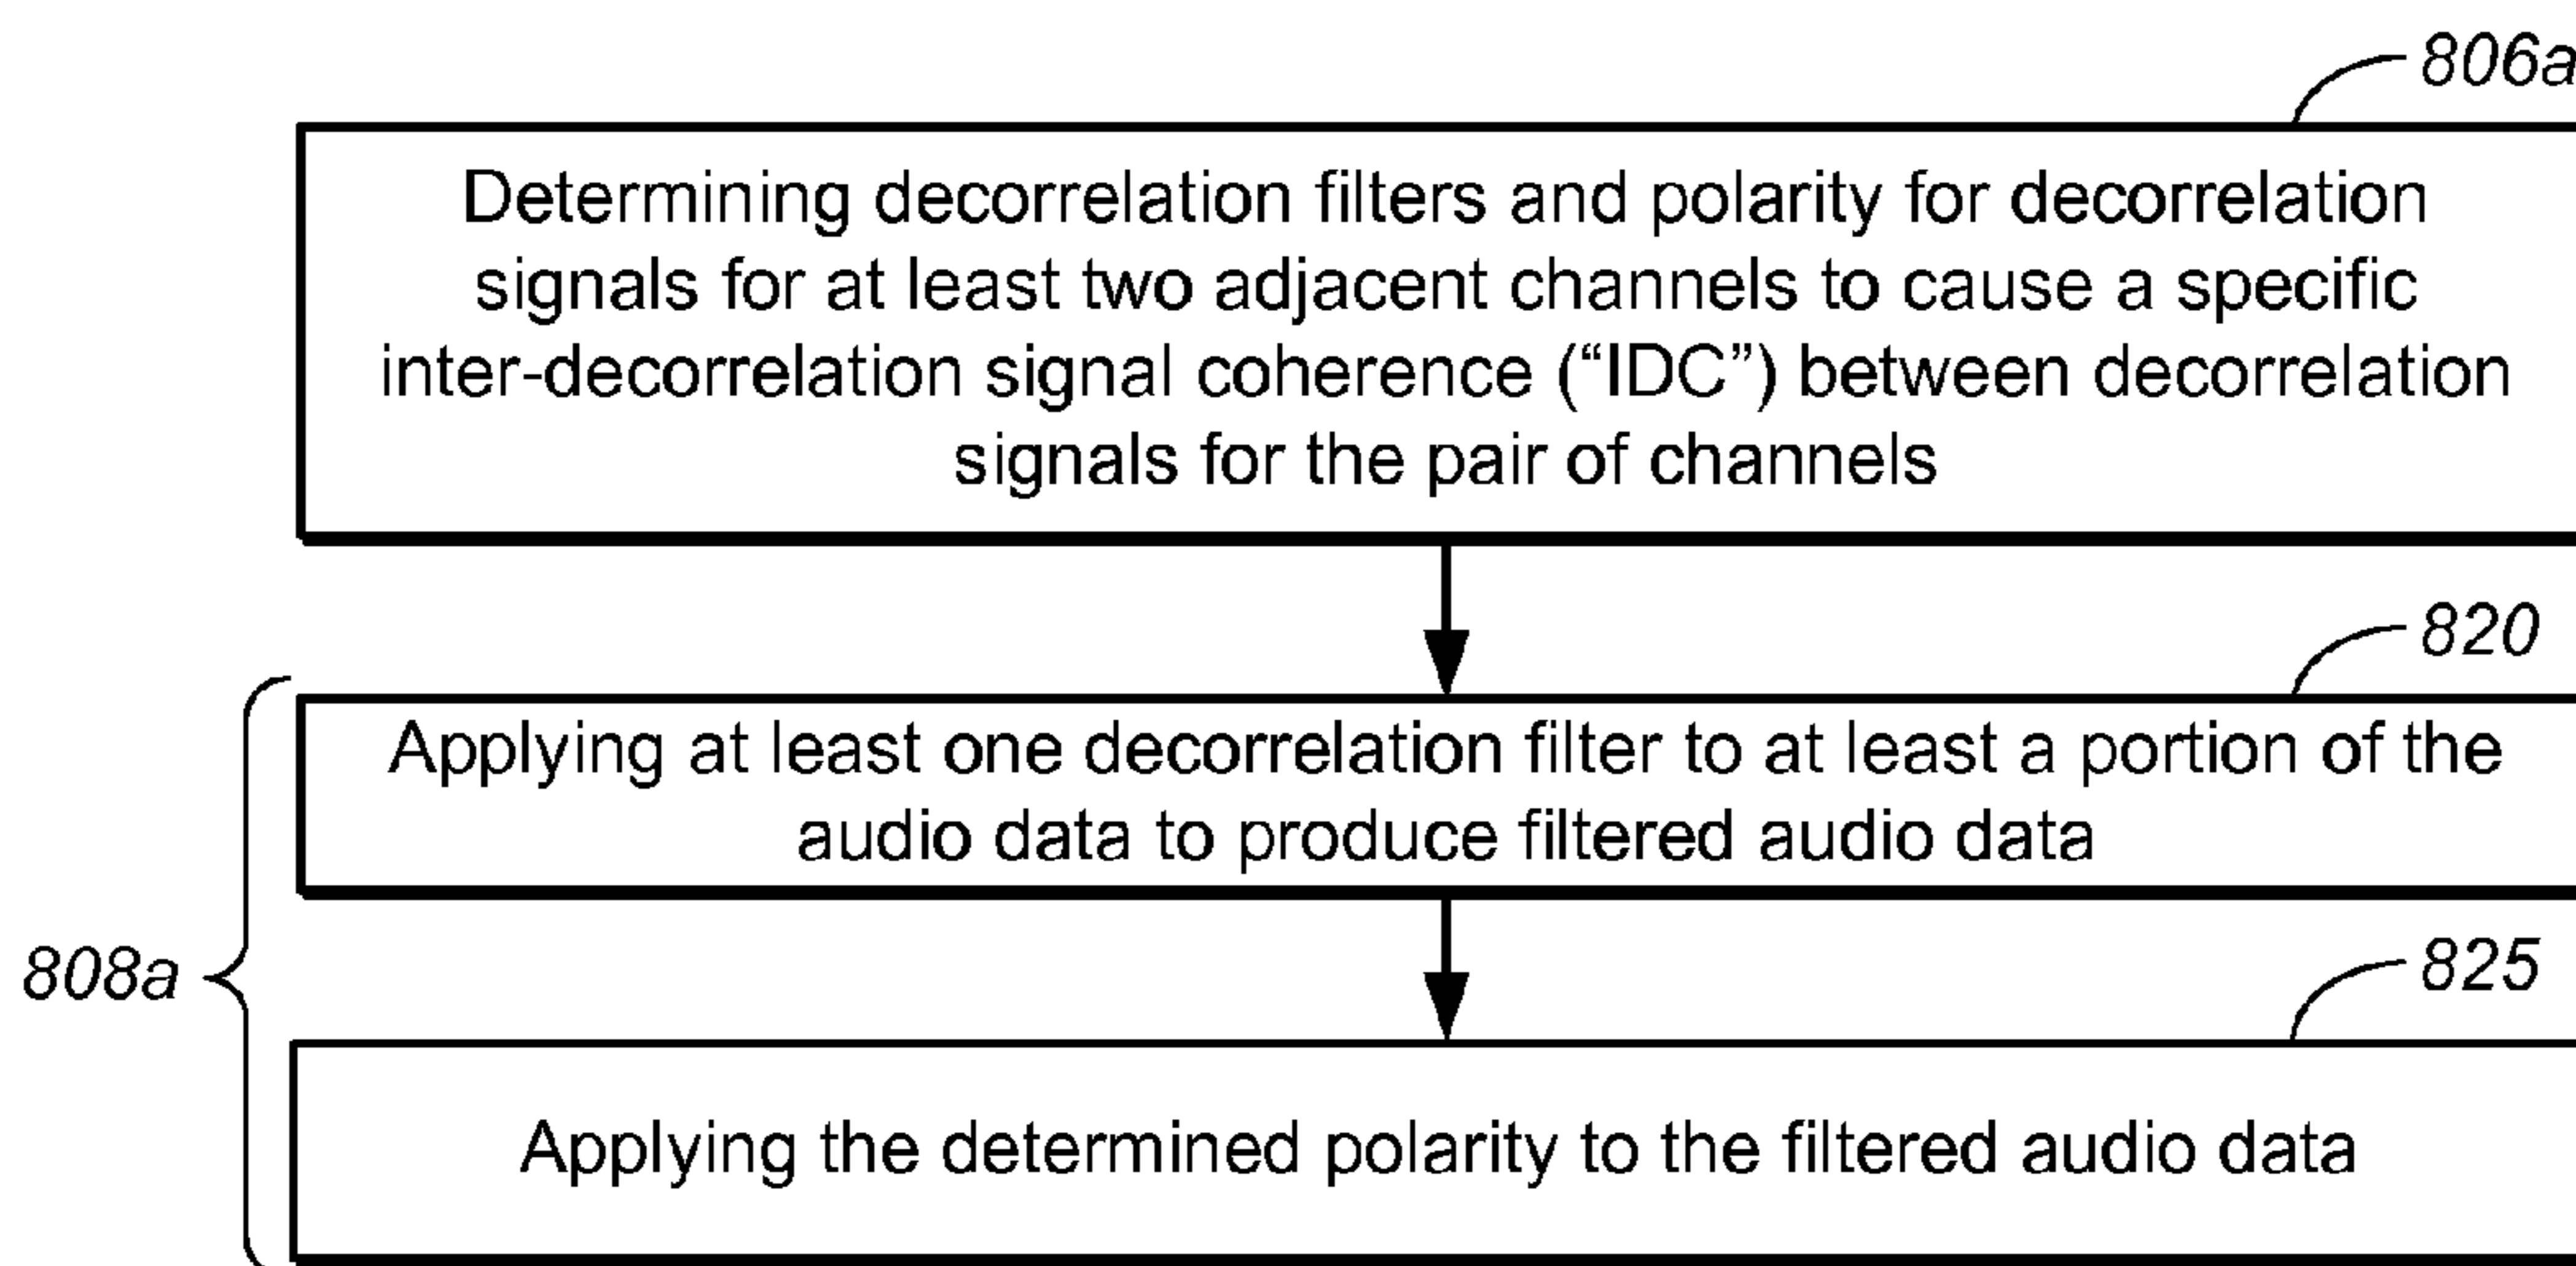 806a
Determining decorrelation filters and polarity for decorrelation
signals for at least two adjacent channels to cause a specific
inter-decorrelation signal coherence (“IDC”) between decorrelation
signals for the pair of channels
820
Applying at least one decorrelation filter to at least a portion of the
audio data to produce filtered audio data
808a
825
Applying the determined polarity to the filtered audio data